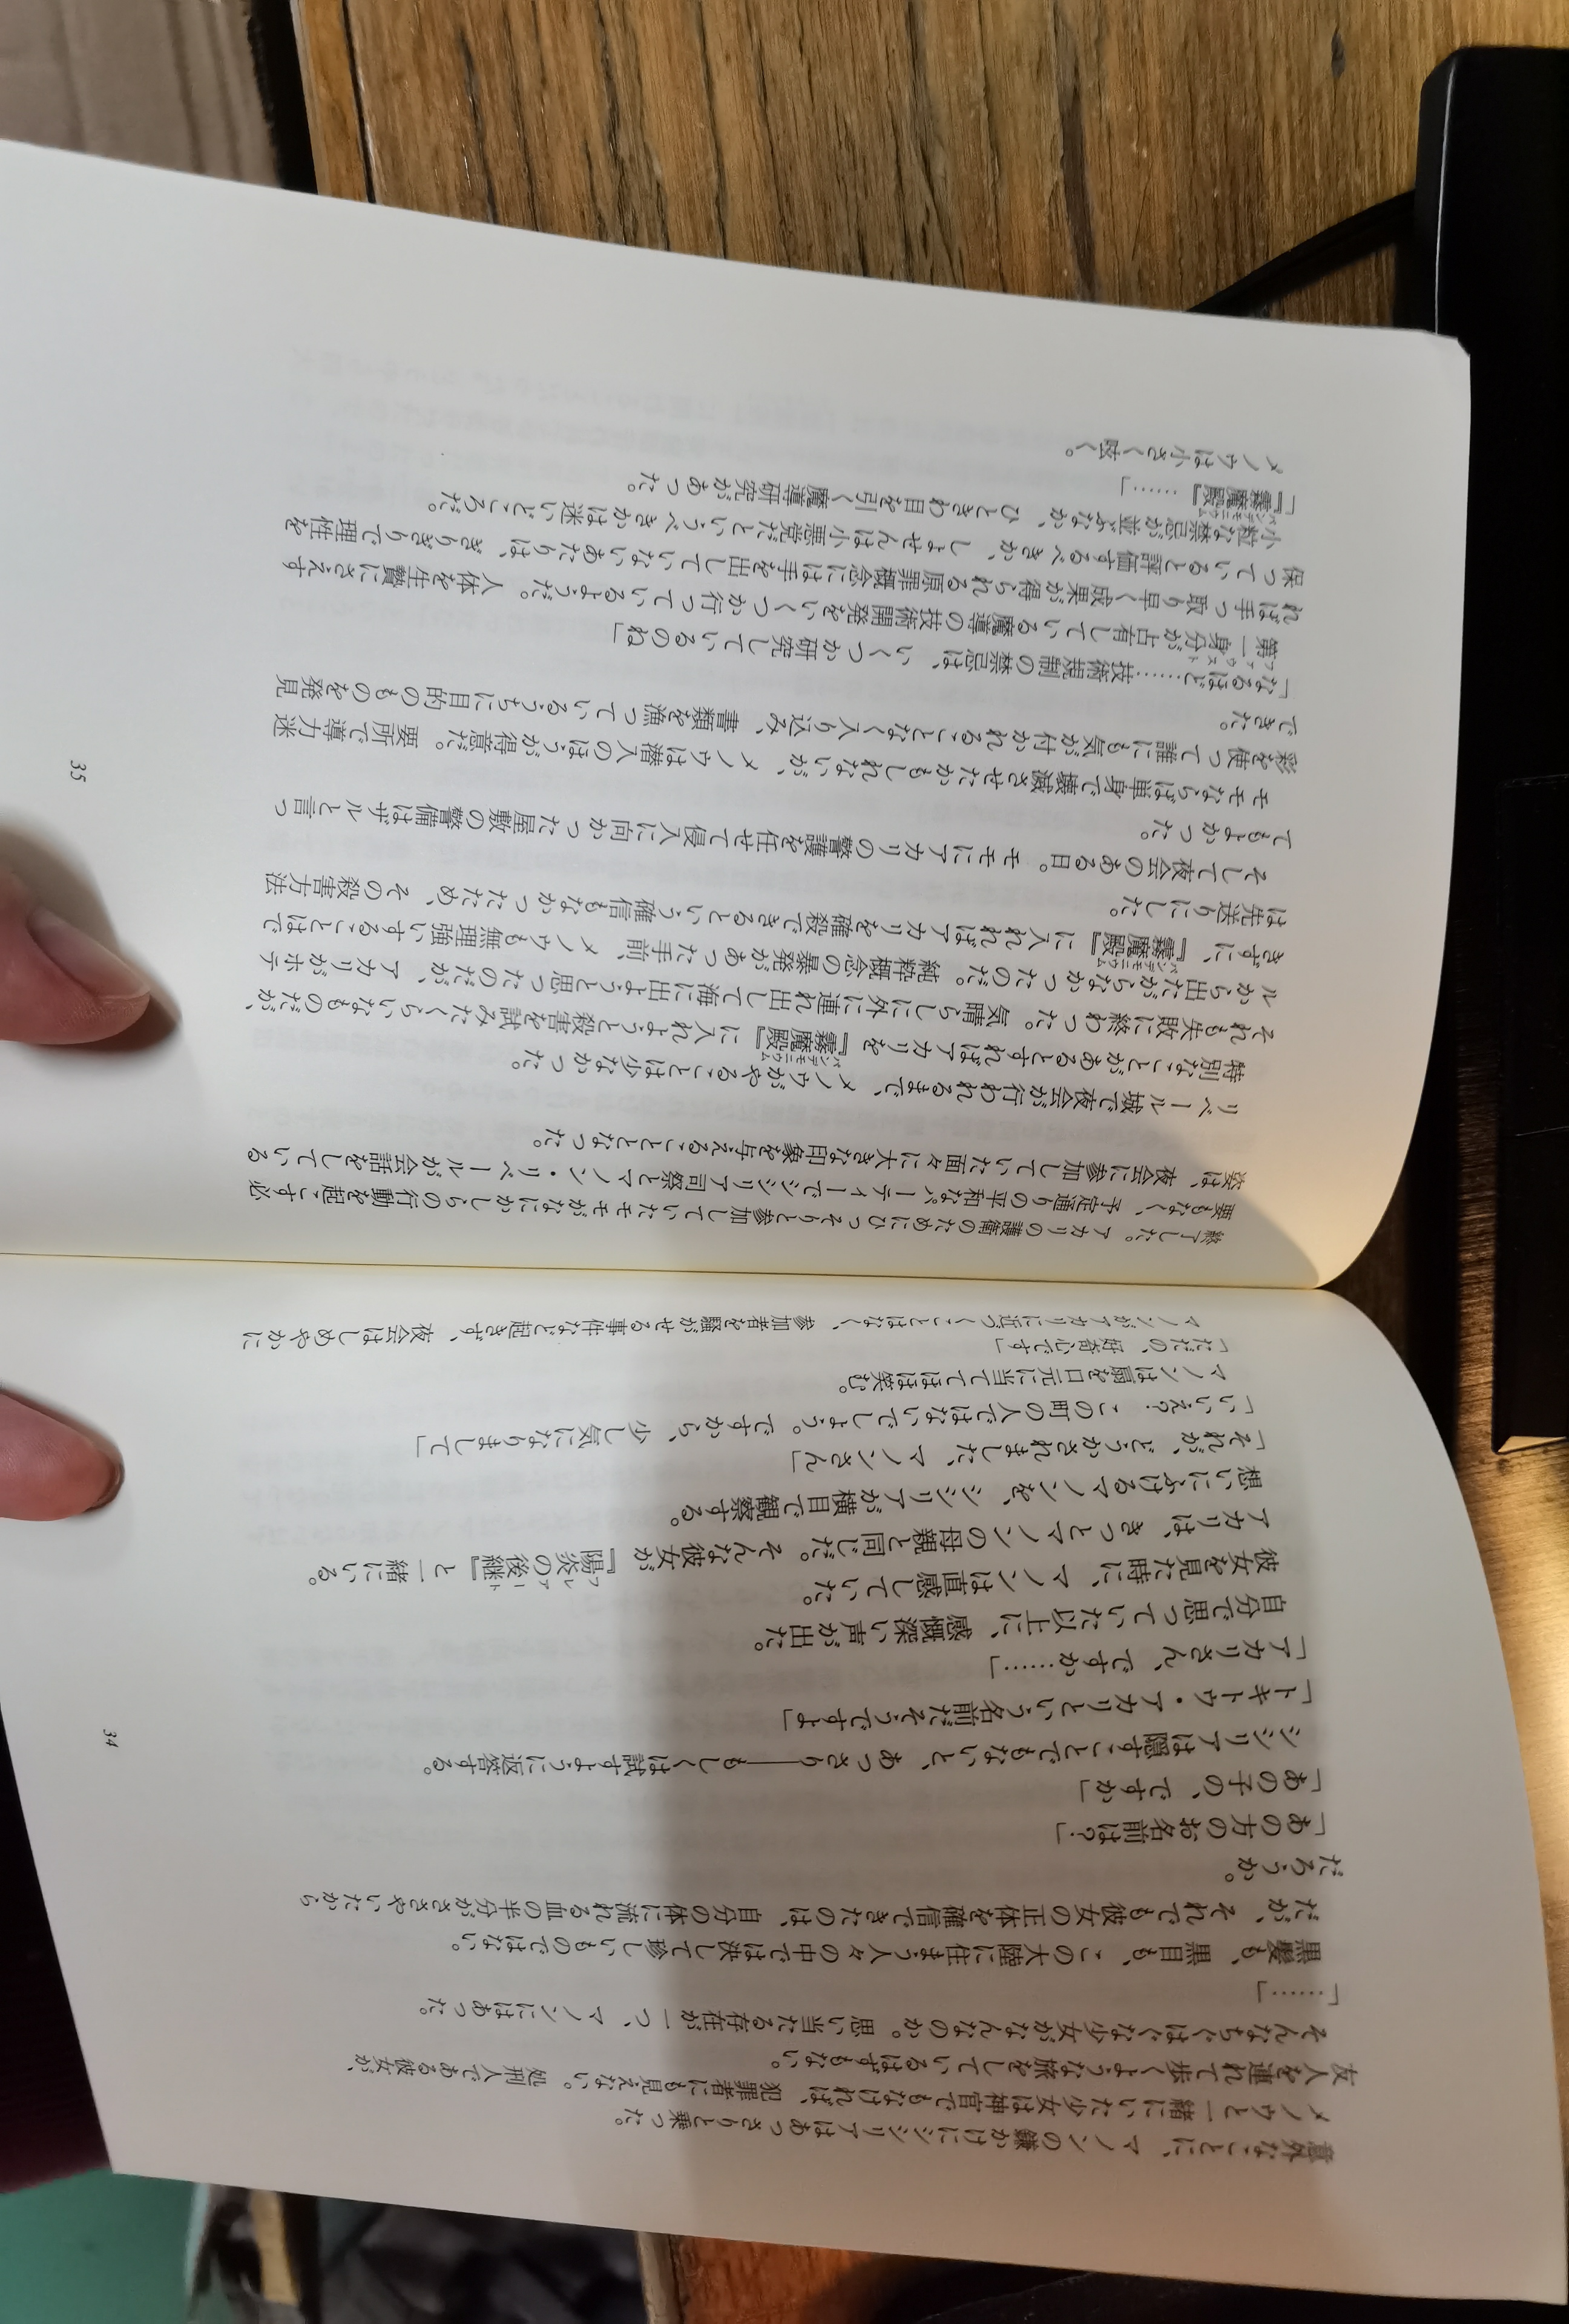 意外なことに、マノンの鎌かけにシシリアはあっさりと乗った。
メノウと一緒にいた少女は神官でもなければ、犯罪者にも見えない。処刑人である彼女が、
友人を連れて歩くような旅をしているはずもない。
そんなちぐはぐな少女がなんなのか。思い当たる存在が一つ、マノンにはあった。
「……」
黒髪も、黒目も、この大陸に住まう人々の中では決して珍しいものではない。
だが、それでも彼女の正体を確信できたのは、自分の体に流れる血の半分がささやいたから
だろうか。
「あの方のお名前は?」
「あの子の、ですか」
シシリアは隠すことでもないと、あっさり――もしくは試すように返答する。
「トキトウ・アカリという名前だそうですよ」
「アカリさん、ですか……」
自分で思っていた以上に、感慨深い声が出た。
彼女を見た時に、マノンは直感していた。
アカリは、きっとマノンの母親と同じだ。そんな彼女が『陽炎の後継』と一緒にいる。
フレアート
想いにふけるマノンを、シシリアが横目で観察する。
「それが、どうかされました、マノンさん」
「いいえ? この町の人ではないでしょう。ですから、少し気になりまして」
マノンは扇を口元に当ててほほ笑む。
「ただの、好奇心です」
マノンがアカリに近づくことはなく、参加者を騒がせる事件など起きず、夜会はしめやかに
34
終了した。アカリの護衛のためにひっそりと参加していたモモがなにかしらの行動を起こす必
要もなく、予定通りの平和なパーティーでシシリア司祭とマノン・リベールが会話をしている
姿は、夜会に参加していた面々に大きな印象を与えることとなった。
リベール城で夜会が行われるまで、メノウがやることは少なかった。
特別なことがあるとすればアカリを『霧魔殿』に入れようと殺害を試みたくらいなものだが、
パンデモニウム
それも失敗に終わった。気晴らしに外に連れ出して海に出ようと思ったのだが、アカリがホテ
ルから出たがらなかったのだ。純粋概念の暴発があった手前、メノウも無理強いすることはで
きずに、『霧魔殿』に入れればアカリを確殺できるという確信もなかったため、その殺害方法
パンデモニウム
は先送りにした。
そして夜会のある日。モモにアカリの警護を任せて侵入に向かった屋敷の警備はザルと言っ
てもよかった。
モモならば単身で壊滅させたかもしれないが、メノウは潜入のほうが得意だ。要所で導力迷
彩を使って誰にも気が付かれることなく入り込み、書類を漁っているうちに目的のものを発見
できた。
「なるほど……技術規制の禁忌は、いくつか研究しているのね」
第一身分が占有している魔導の技術開発をいくつか行っているようだ。人体を生贄にさえす
ファウスト
れば手っ取り早く成果が得られる原罪概念には手を出していないあたりは、ぎりぎりで理性を
保っていると評価するべきか、しょせんは小悪党だというべきかは迷いどころだ。
小粒な禁忌が並ぶなか、ひときわ目を引く魔導研究があった。
「『霧魔殿』……」
パンデモニウム
メノウは小さく呟く。
35